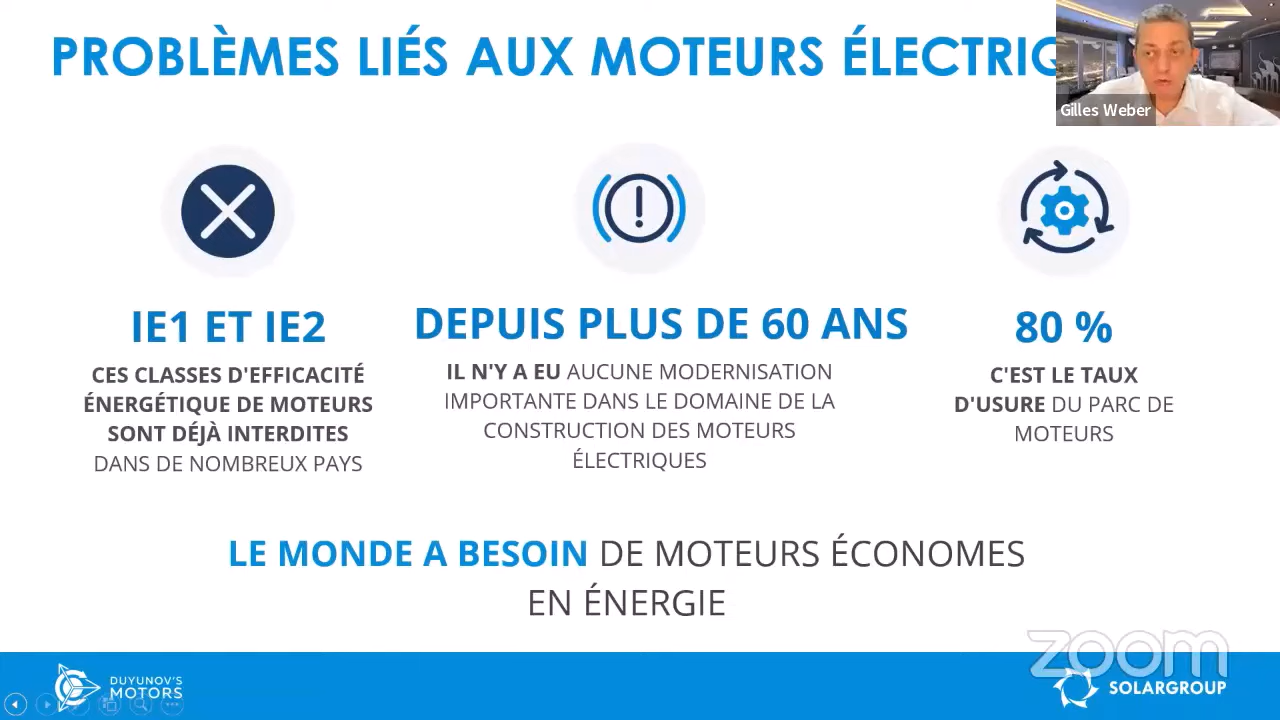 PROBLÈMES LIÉS AUX MOTEURS ÉLECTRIQ
Gilles Weber
IE1 ET IE2
CES CLASSES D'EFFICACITÉ
ÉNERGÉTIQUE DE MOTEURS
SONT DÉJÀ INTERDITES
DANS DE NOMBREUX PAYS
DEPUIS PLUS DE 60 ANS
IL N'Y A EU AUCUNE MODERNISATION
IMPORTANTE DANS LE DOMAINE DE LA
CONSTRUCTION DES MOTEURS
ÉLECTRIQUES
80 %
C'EST LE TAUX
D'USURE DU PARC DE
MOTEURS
LE MONDE A BESOIN DE MOTEURS ÉCONOMES
EN ÉNERGIE
zoom
DUYUNOV'S
MOTORS
SOLARGROUP